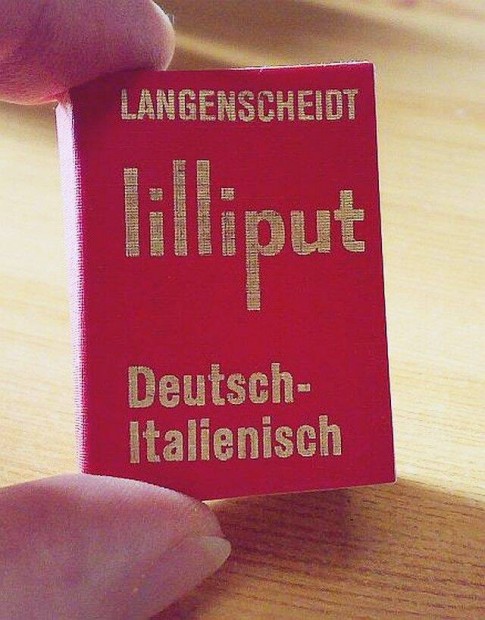 LANGENSCHEIDT
lilliput
Deutsch-
Italienisch